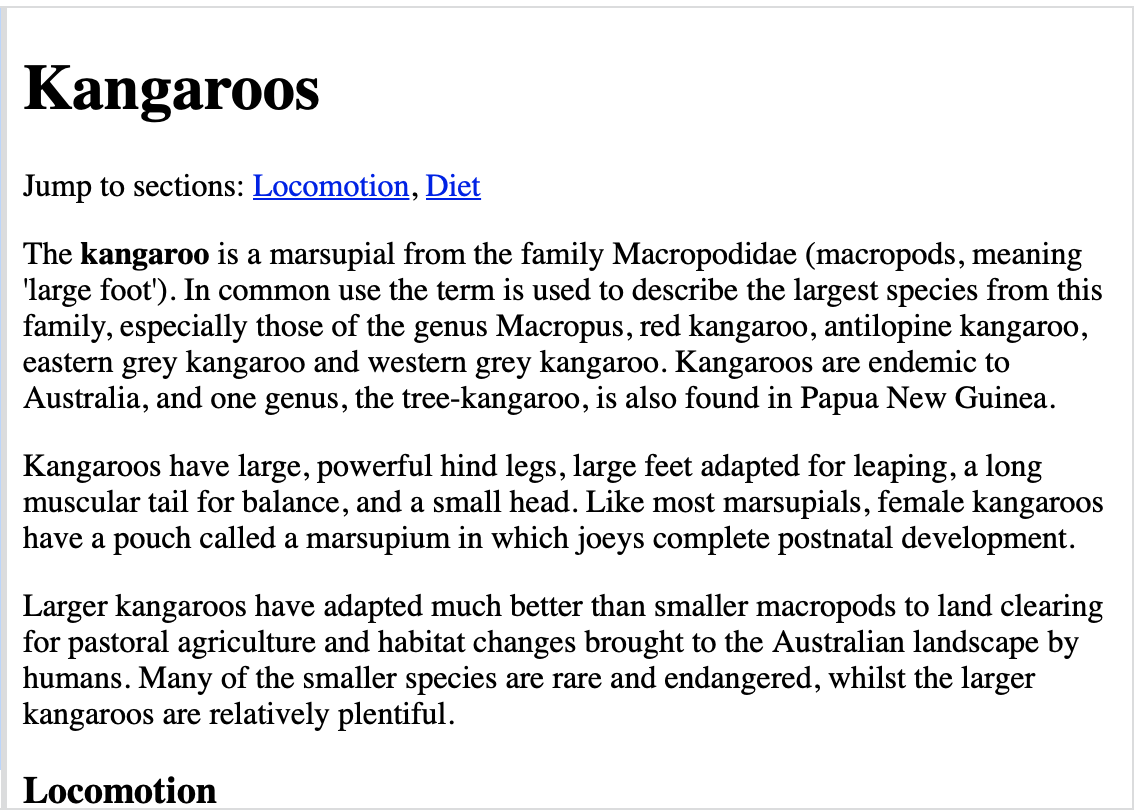 Kangaroos
Jump to sections: Locomotion, Diet
The kangaroo is a marsupial from the family Macropodidae (macropods, meaning
'large foot'). In common use the term is used to describe the largest species from this
family, especially those of the genus Macropus, red kangaroo, antilopine kangaroo,
eastern grey kangaroo and western grey kangaroo. Kangaroos are endemic to
Australia, and one genus, the tree-kangaroo, is also found in Papua New Guinea.
Kangaroos have large, powerful hind legs, large feet adapted for leaping, a long
muscular tail for balance, and a small head. Like most marsupials, female kangaroos
have a pouch called a marsupium in which joeys complete postnatal development.
Larger kangaroos have adapted much better than smaller macropods to land clearing
for pastoral agriculture and habitat changes brought to the Australian landscape by
humans. Many of the smaller species are rare and endangered, whilst the larger
kangaroos are relatively plentiful.
Locomotion